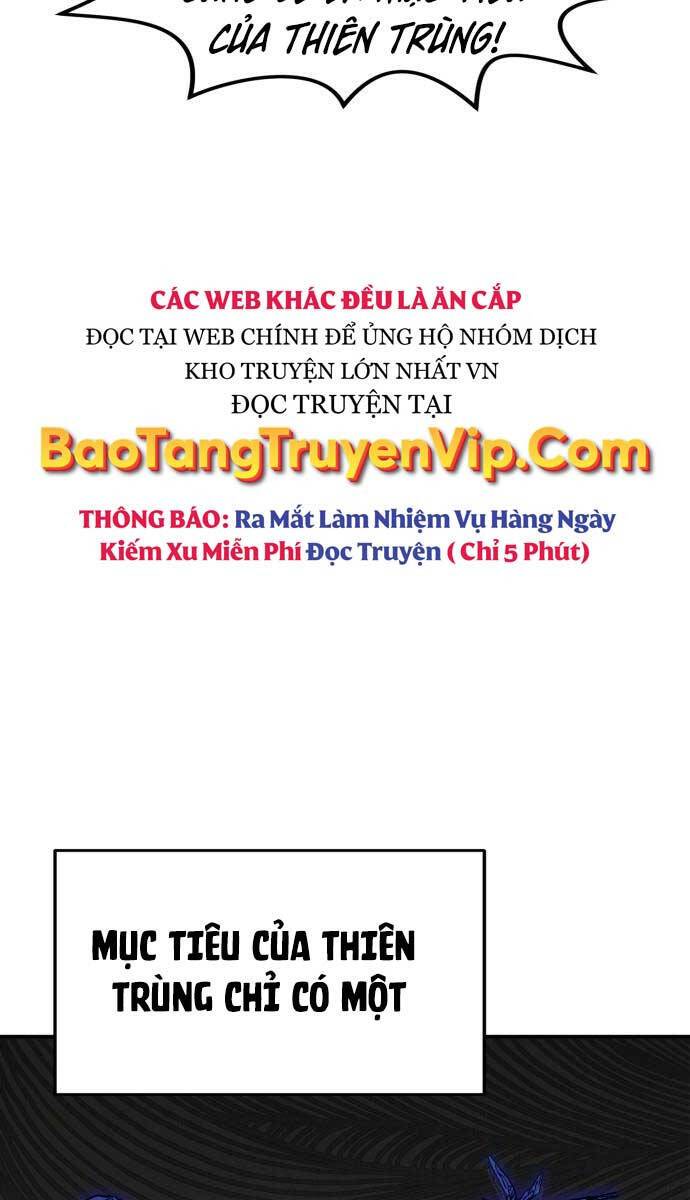 CỦA THIÊN TRÙNG!
CÁC WEB KHÁC ĐỀU LÀ ĂN CẮP
ĐỌC TẠI WEB CHÍNH ĐỂ ỦNG HỘ NHÓM DỊCH
KHO TRUYỆN LỚN NHẤT VN
ĐỌC TRUYỆN TẠI
BaoTangTruyenVip.Com
THÔNG BÁO: Ra Mắt Làm Nhiệm Vụ Hàng Ngày
Kiếm Xu Miễn Phí Đọc Truyện ( Chỉ 5 Phút)
MỤC TIÊU CỦA THIÊN
TRÙNG CHỈ CÓ MỘT